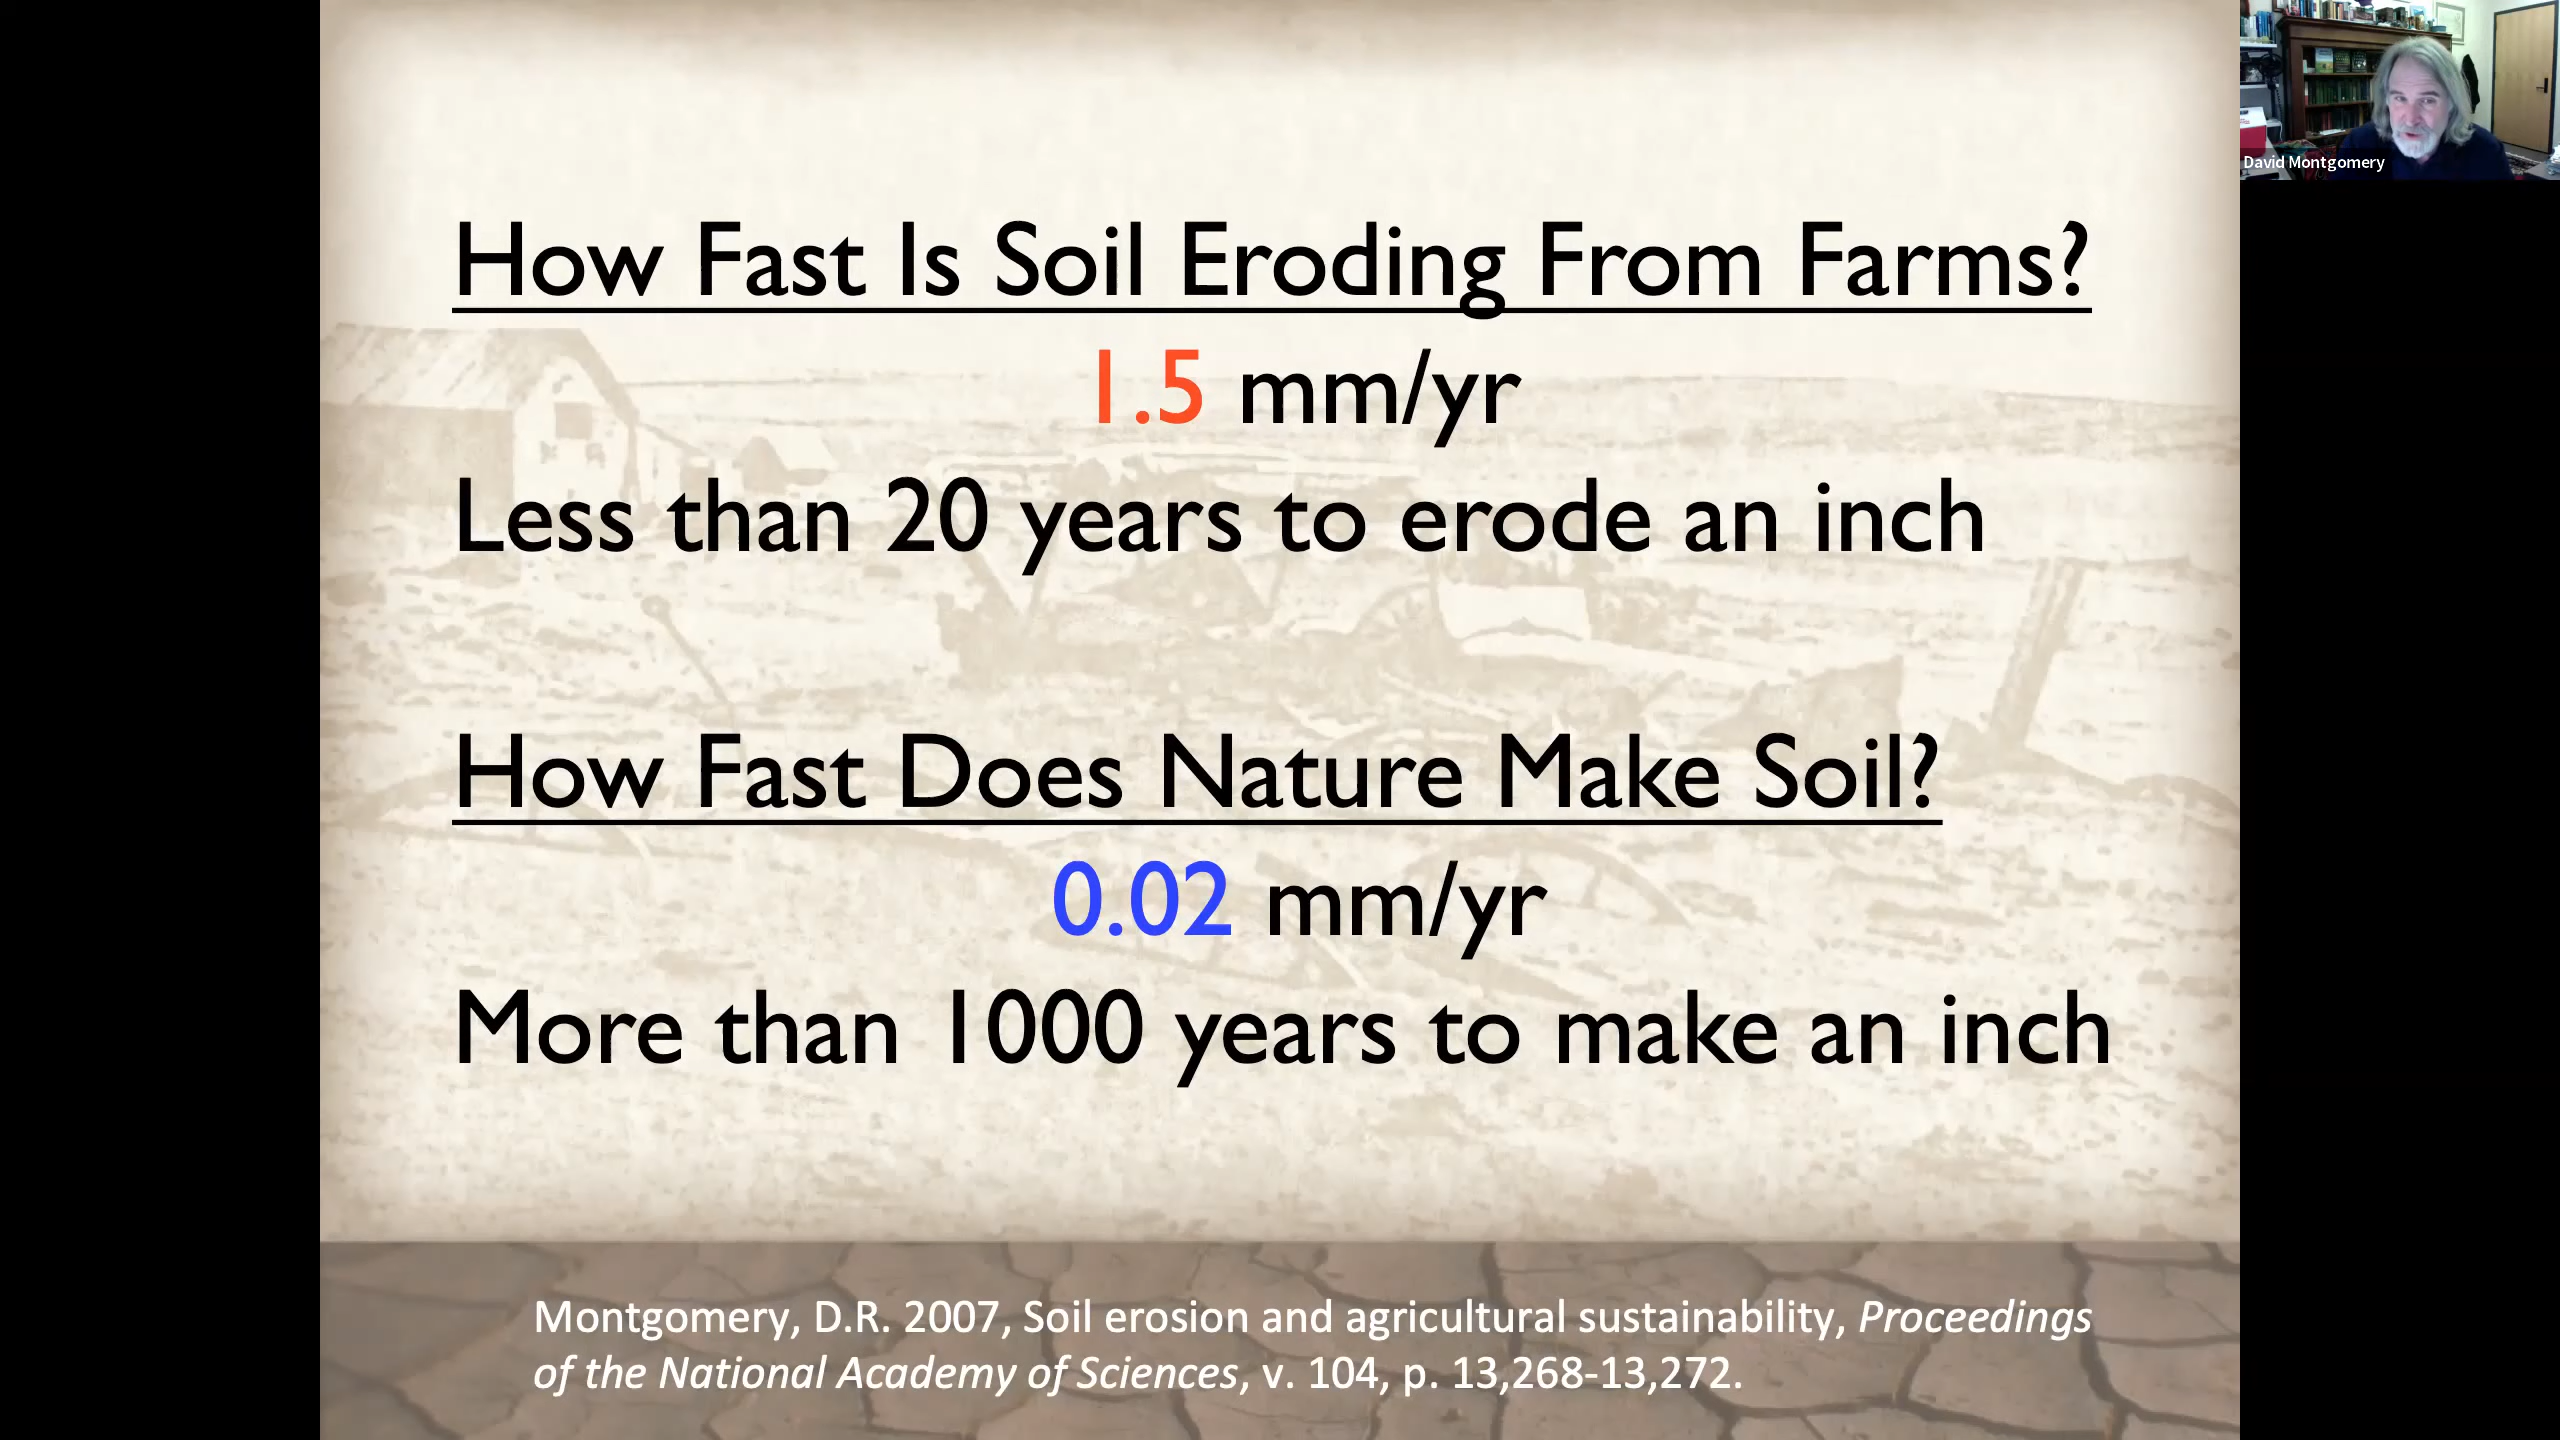 How Fast Is Soil Eroding From Farms?
1.5 mm/yr
Less than 20 years to erode an inch
How Fast Does Nature Make Soil?
0.02 mm/yr
More than 1000 years to make an inch
Montgomery, D.R. 2007, Soil erosion and agricultural sustainability, Proceedings
of the National Academy of Sciences, v. 104, p. 13,268-13,272.
David Montgomery